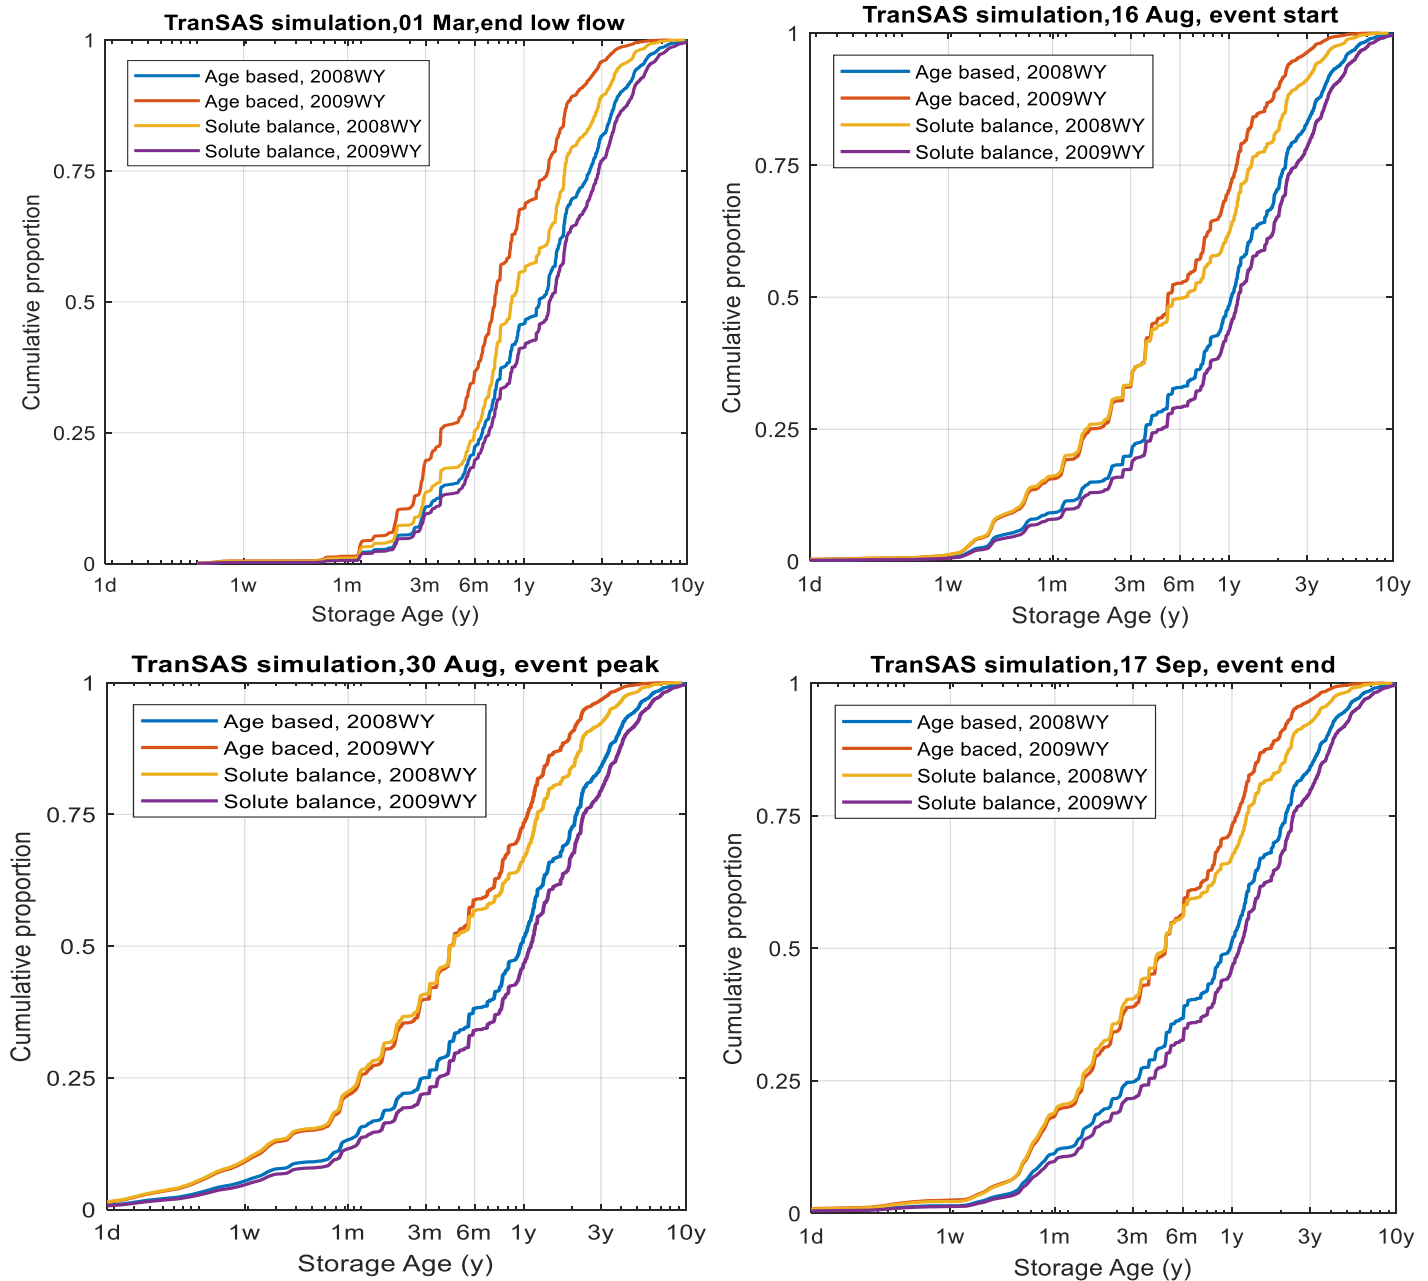 TranSAS simulation,01 Mar,end low flow
1
0.75
0.5
0.25
0
Cumulative proportion
Age based, 2008WY
Age baced, 2009WY
Solute balance, 2008WY
Solute balance, 2009WY
1d 1w 1m 3m 6m 1y 3y 10y
Storage Age (y)
TranSAS simulation,16 Aug, event start
1
0.75
0.5
0.25
0
Cumulative proportion
Age based, 2008WY
Age baced, 2009WY
Solute balance, 2008WY
Solute balance, 2009WY
1d 1w 1m 3m 6m 1y 3y 10y
Storage Age (y)
TranSAS simulation,30 Aug, event peak
1
0.75
0.5
0.25
0
Cumulative proportion
Age based, 2008WY
Age baced, 2009WY
Solute balance, 2008WY
Solute balance, 2009WY
1d 1w 1m 3m 6m 1y 3y 10y
Storage Age (y)
TranSAS simulation,17 Sep, event end
1
0.75
0.5
0.25
0
Cumulative proportion
Age based, 2008WY
Age baced, 2009WY
Solute balance, 2008WY
Solute balance, 2009WY
1d 1w 1m 3m 6m 1y 3y 10y
Storage Age (y)